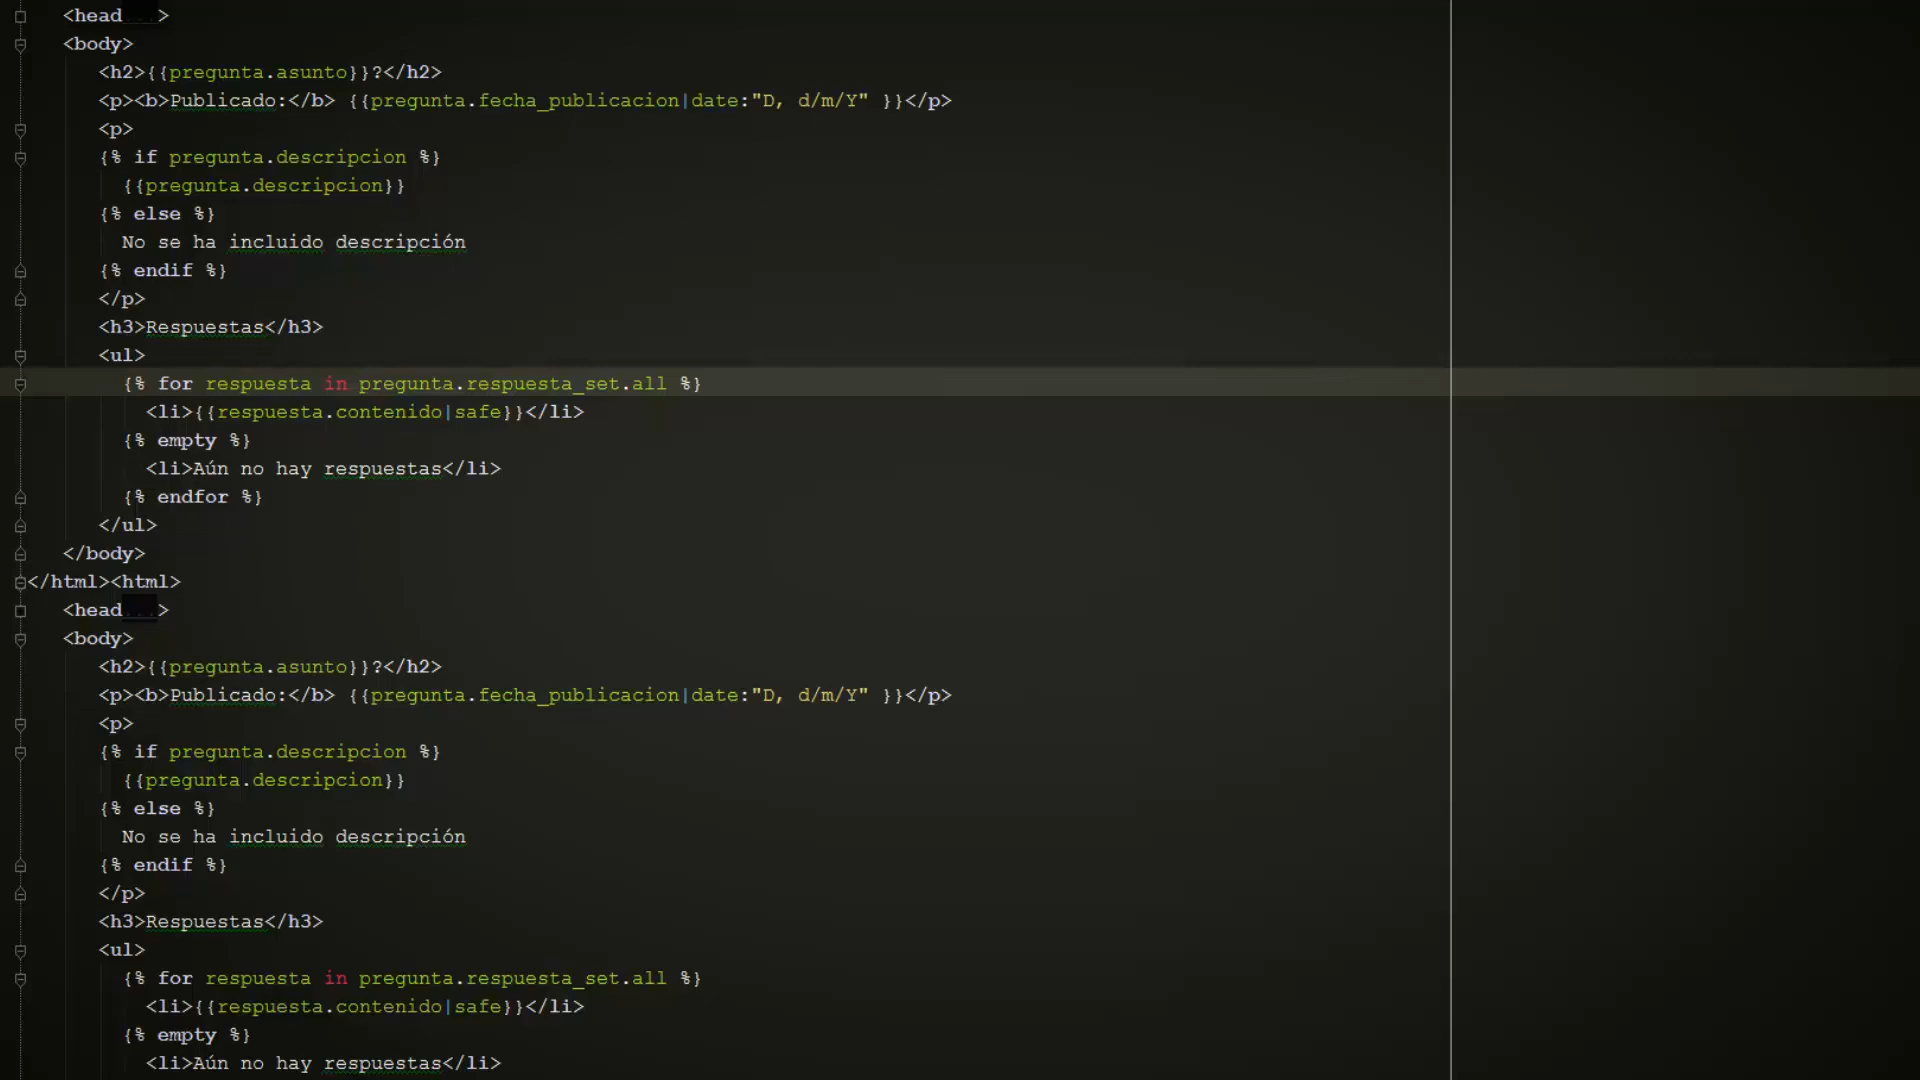 <head...>
<body>
<h2>{{pregunta.asunto}}?</h2>
<p><b>Publicado:</b> {{pregunta.fecha_publicacion|date:"D, d/m/Y" }}</p>
<p>
{% if pregunta.descripcion %}
{{pregunta.descripcion}}
{% else %}
No se ha incluido descripción
{% endif %}
</p>
<h3>Respuestas</h3>
<ul>
{% for respuesta in pregunta.respuesta_set.all %}
<li>{{respuesta.contenido|safe}}</li>
{% empty %}
<li>Aún no hay respuestas</li>
{% endfor %}
</ul>
</body>
</html><html>
<head...>
<body>
<h2>{{pregunta.asunto}}?</h2>
<p><b>Publicado:</b> {{pregunta.fecha_publicacion|date:"D, d/m/Y" }}</p>
<p>
{% if pregunta.descripcion %}
{{pregunta.descripcion}}
{% else %}
No se ha incluido descripción
{% endif %}
</p>
<h3>Respuestas</h3>
<ul>
{% for respuesta in pregunta.respuesta_set.all %}
<li>{{respuesta.contenido|safe}}</li>
{% empty %}
<li>Aún no hay respuestas</li>